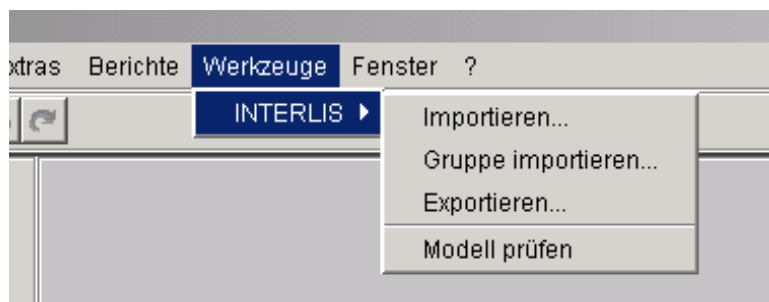 xtras Berichte Werkzeuge Fenster ?
INTERLIS
Importieren...
Gruppe importieren...
Exportieren...
Modell prüfen